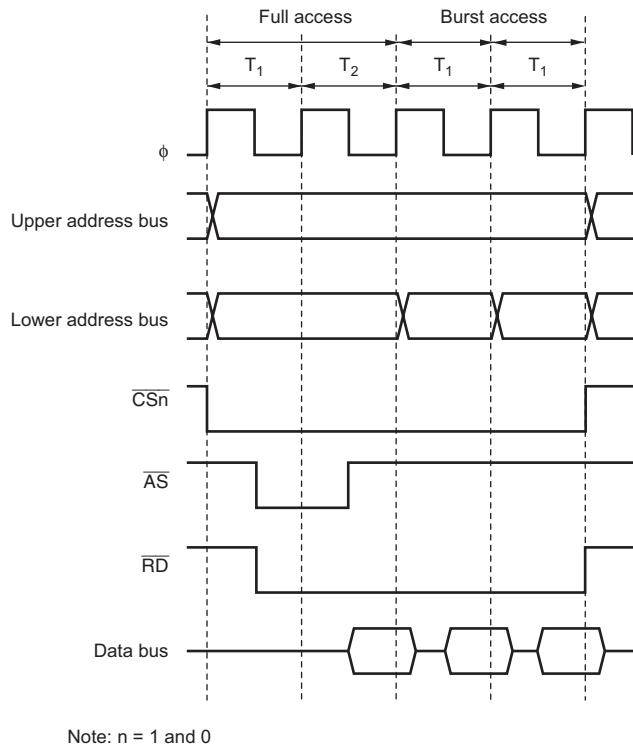 Full access Burst access
T1 T2 T1 T1
ϕ
Upper address bus
Lower address bus
CSn
AS
RD
Data bus
Note: n = 1 and 0